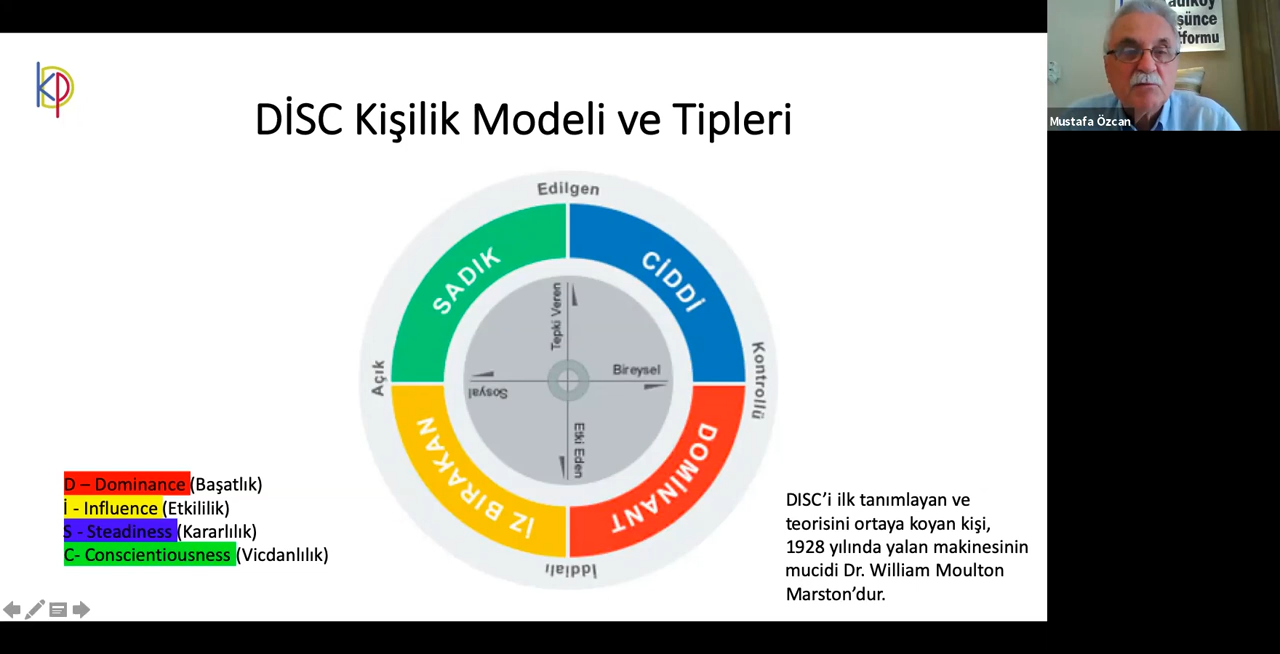 DİSC Kişilik Modeli ve Tipleri
Edilgen
SADIK
CİDDİ
Tepki Veren
Bireysel
Sosyal
Etki Eden
Açık
Kontrollü
İZ BIRAKAN
DOMİNANT
İddialı
D – Dominance (Başatlık)
İ - Influence (Etkililik)
S - Steadiness (Kararlılık)
C- Conscientiousness (Vicdanlılık)
DISC’i ilk tanımlayan ve
teorisini ortaya koyan kişi,
1928 yılında yalan makinesinin
mucidi Dr. William Moulton
Marston’dur.
Mustafa Özcan